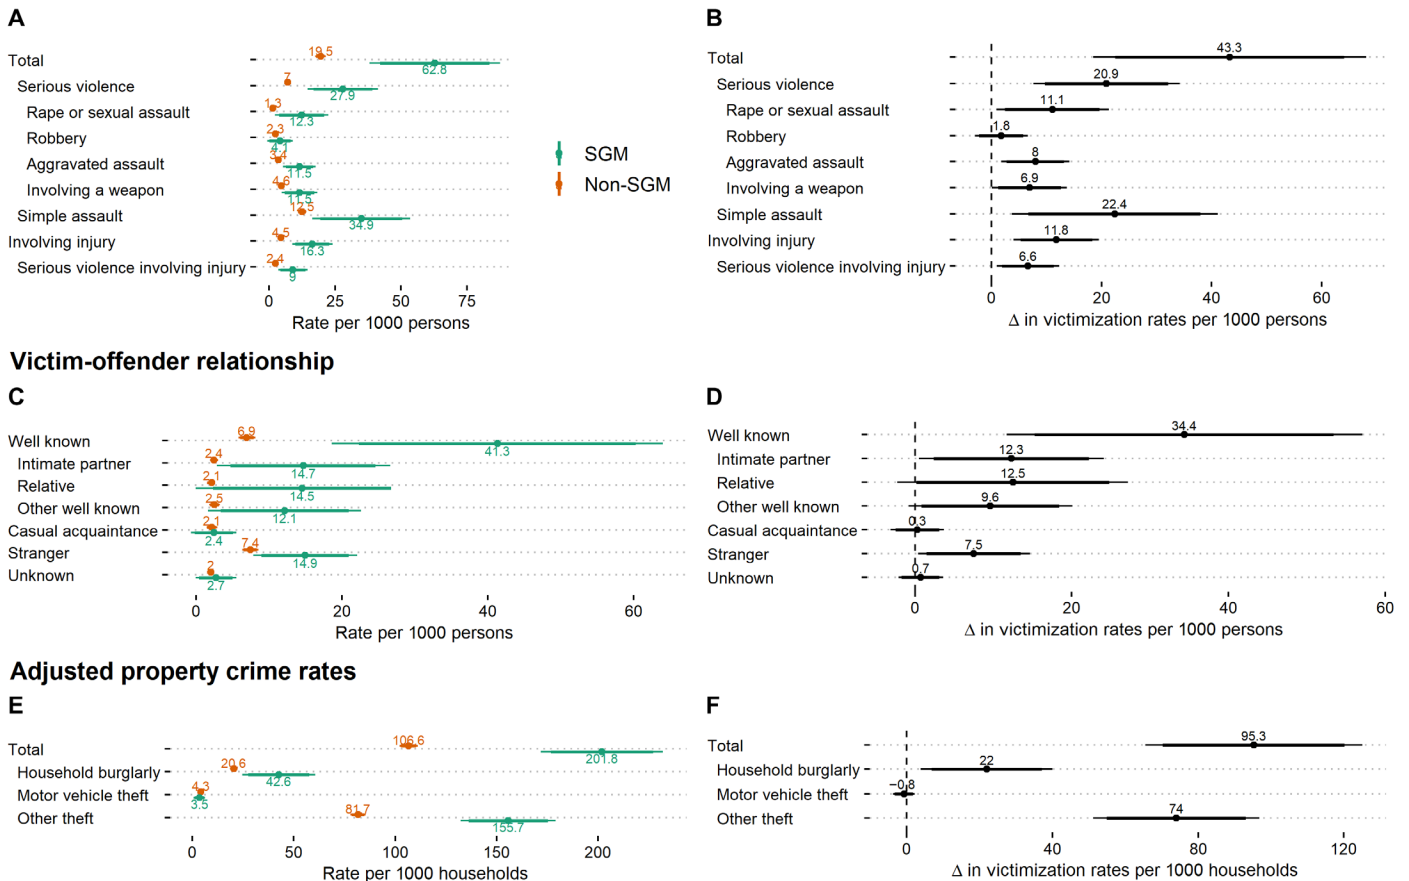 A
Total
Serious violence
Rape or sexual assault
Robbery
Aggravated assault
Involving a weapon
Simple assault
Involving injury
Serious violence involving injury
19.5
62.8
7
27.9
1.3
12.3
2.3
4.1
3.4
11.5
4.6
11.5
12.5
34.9
4.5
16.3
2.4
9
0 25 50 75
Rate per 1000 persons
SGM
Non-SGM
B
Total
Serious violence
Rape or sexual assault
Robbery
Aggravated assault
Involving a weapon
Simple assault
Involving injury
Serious violence involving injury
43.3
20.9
11.1
1.8
8
6.9
22.4
11.8
6.6
0 20 40 60
Δ in victimization rates per 1000 persons
Victim-offender relationship
C
Well known
Intimate partner
Relative
Other well known
Casual acquaintance
Stranger
Unknown
6.9
41.3
2.4
14.7
2.1
14.5
2.5
12.1
2.1
2.4
7.4
14.9
2
2.7
0 20 40 60
Rate per 1000 persons
D
Well known
Intimate partner
Relative
Other well known
Casual acquaintance
Stranger
Unknown
34.4
12.3
12.5
9.6
0.3
7.5
0.7
0 20 40 60
Δ in victimization rates per 1000 persons
Adjusted property crime rates
E
Total
Household burglarly
Motor vehicle theft
Other theft
106.6
201.8
20.6
42.6
4.3
3.5
81.7
155.7
0 50 100 150 200
Rate per 1000 households
F
Total
Household burglarly
Motor vehicle theft
Other theft
95.3
22
−0.8
74
0 40 80 120
Δ in victimization rates per 1000 households